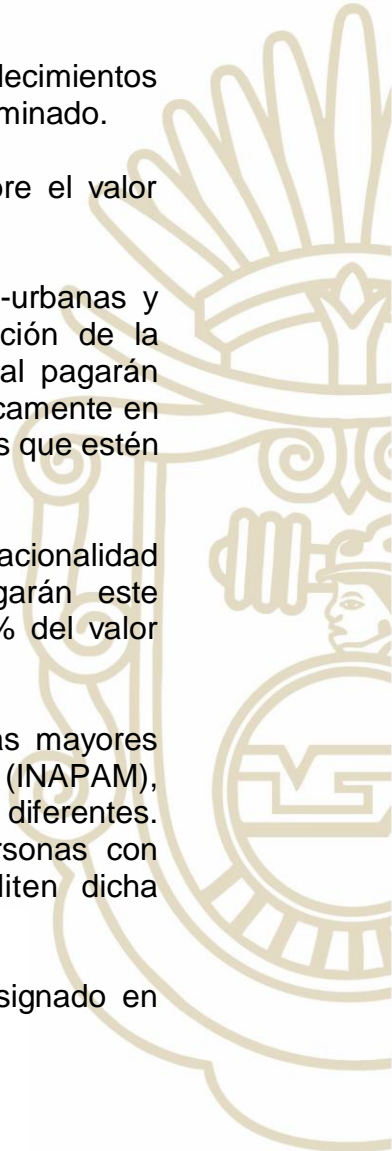 lecimientos
minado.
re el valor
-urbanas y
ción de la
al pagarán
camente en
s que estén
acionalidad
garán este
% del valor
as mayores
(INAPAM),
diferentes.
rsonas con
liten dicha
signado en